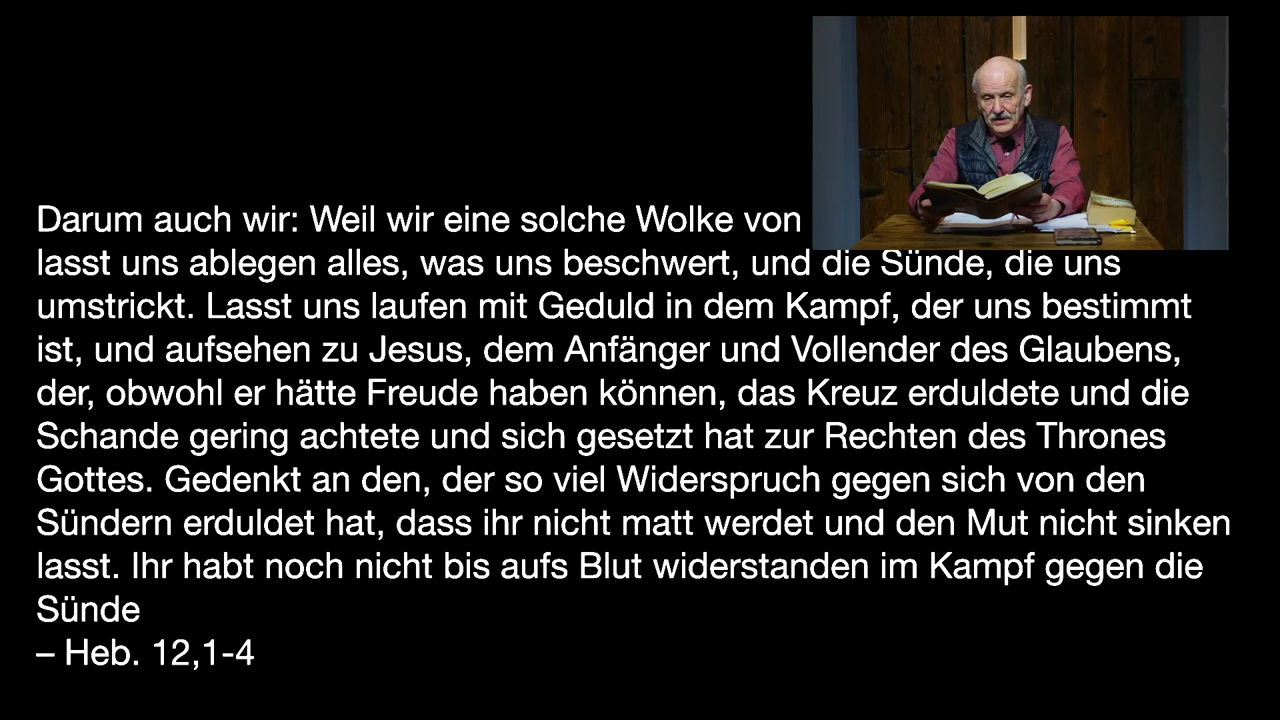 Darum auch wir: Weil wir eine solche Wolke von
lasst uns ablegen alles, was uns beschwert, und die Sünde, die uns
umstrickt. Lasst uns laufen mit Geduld in dem Kampf, der uns bestimmt
ist, und aufsehen zu Jesus, dem Anfänger und Vollender des Glaubens,
der, obwohl er hätte Freude haben können, das Kreuz erduldete und die
Schande gering achtete und sich gesetzt hat zur Rechten des Thrones
Gottes. Gedenkt an den, der so viel Widerspruch gegen sich von den
Sündern erduldet hat, dass ihr nicht matt werdet und den Mut nicht sinken
lasst. Ihr habt noch nicht bis aufs Blut widerstanden im Kampf gegen die
Sünde
– Heb. 12,1-4